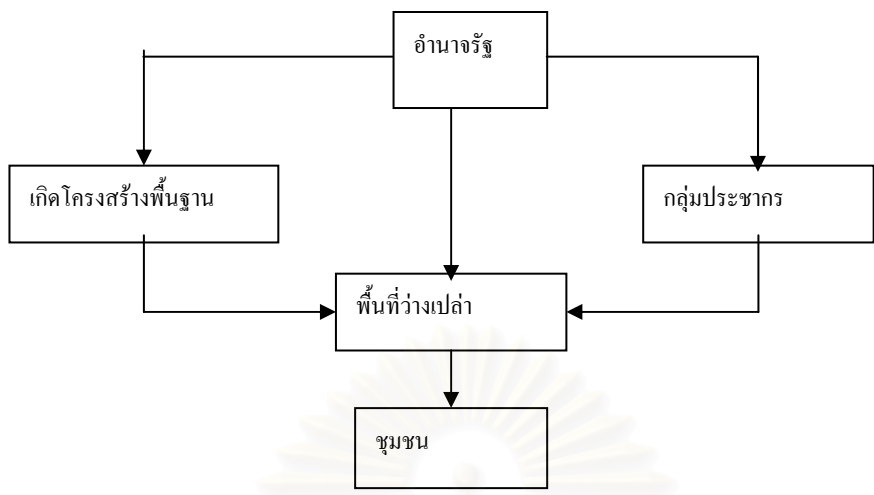 อำนาจรัฐ
เกิดโครงสร้างพื้นฐาน
กลุ่มประชากร
พื้นที่ว่างเปล่า
ชุมชน